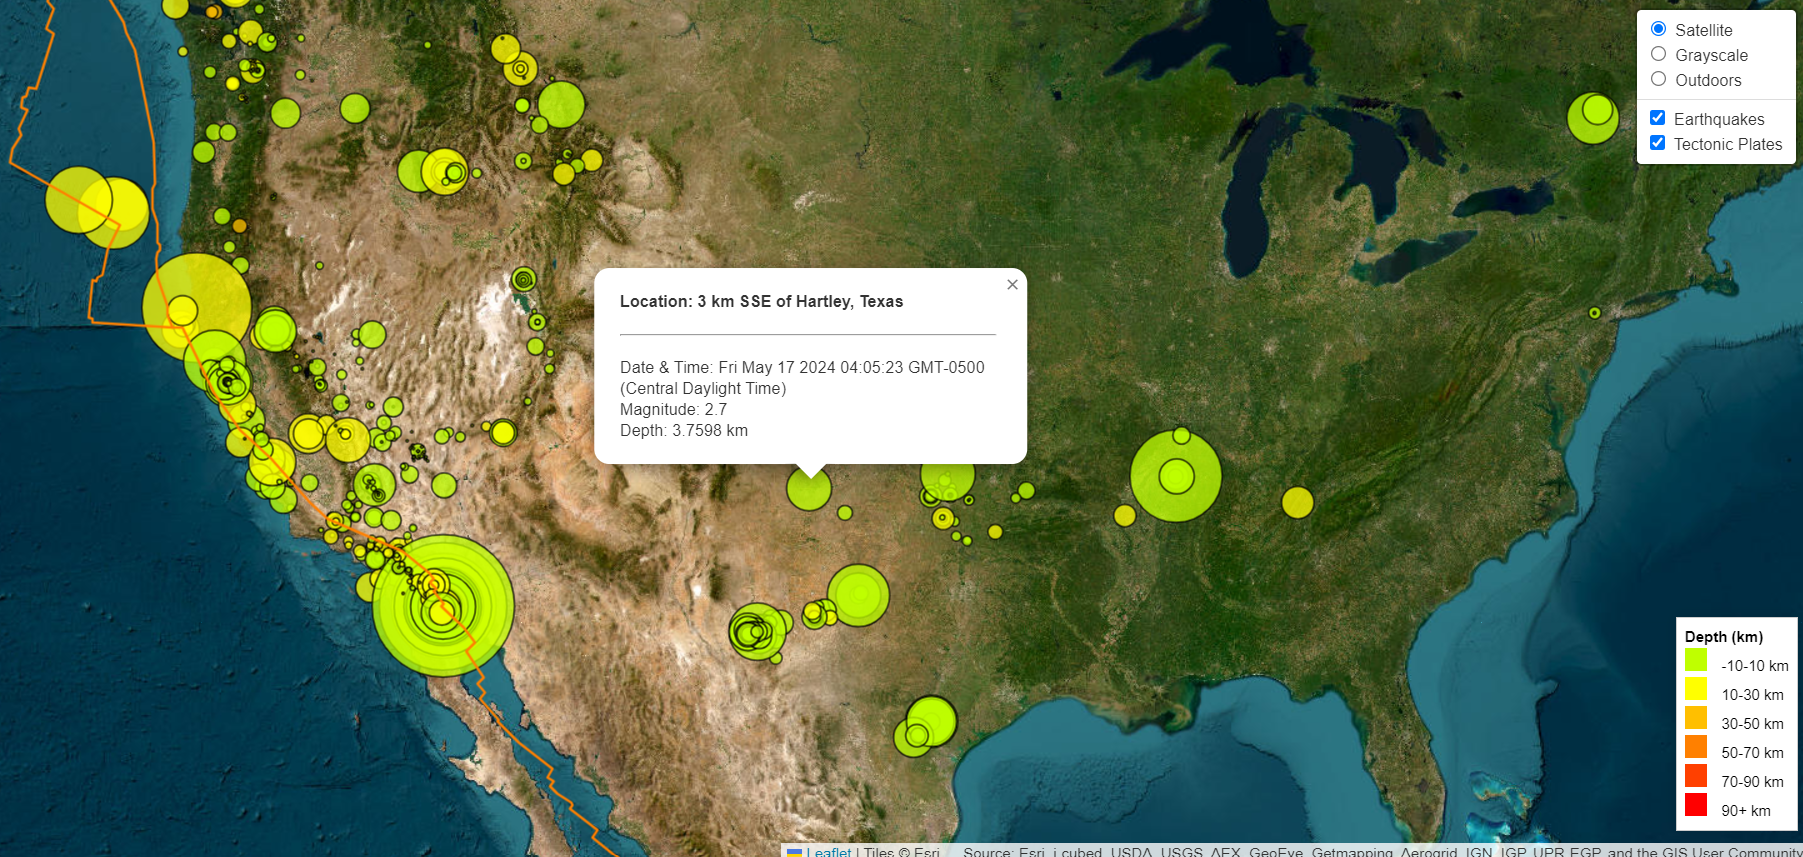 Satellite
Grayscale
Outdoors
Earthquakes
Tectonic Plates
Location: 3 km SSE of Hartley, Texas
×
Date & Time: Fri May 17 2024 04:05:23 GMT-0500
(Central Daylight Time)
Magnitude: 2.7
Depth: 3.7598 km
Depth (km)
-10-10 km
10-30 km
30-50 km
50-70 km
70-90 km
90+ km
Leaflet | Tiles © Esri — Source: Esri, i-cubed, USDA, USGS, AEX, GeoEye, Getmapping, Aerogrid, IGN, IGP, UPR-EGP, and the GIS User Community